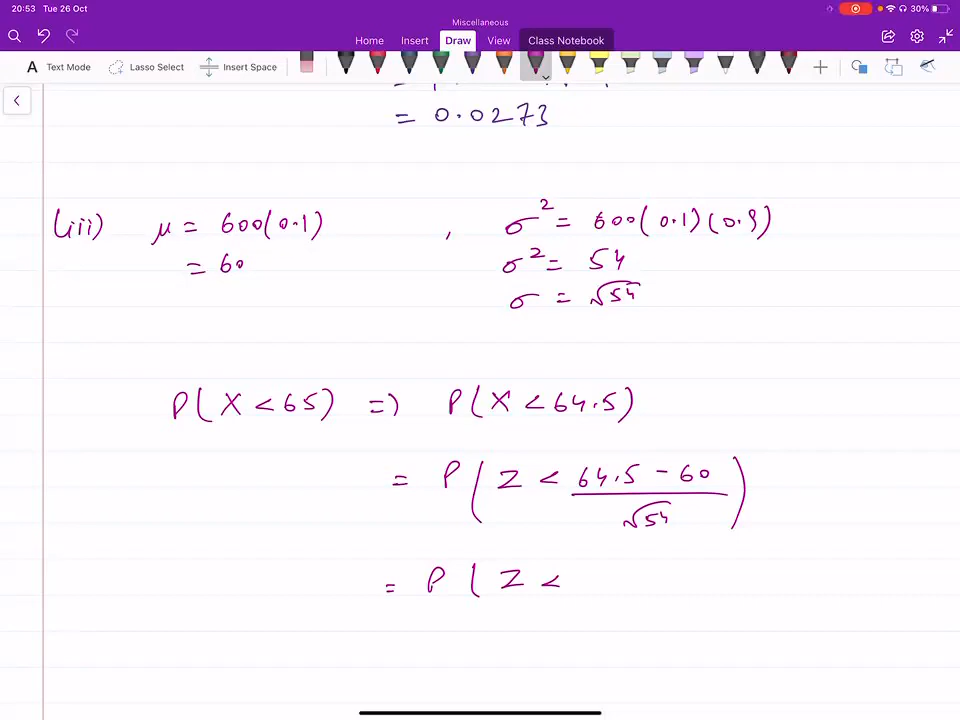 20:53 Tue 26 Oct
30%
Miscellaneous
Home Insert Draw View Class Notebook
A Text Mode Lasso Select Insert Space
= 0.0273
(iii) μ = 600(0.1) , σ² = 600(0.1)(0.9)
= 60 σ² = 54
σ = √54
P(X < 65) => P(X < 64.5)
= P(Z < (64.5 - 60)/√54)
= P(Z <